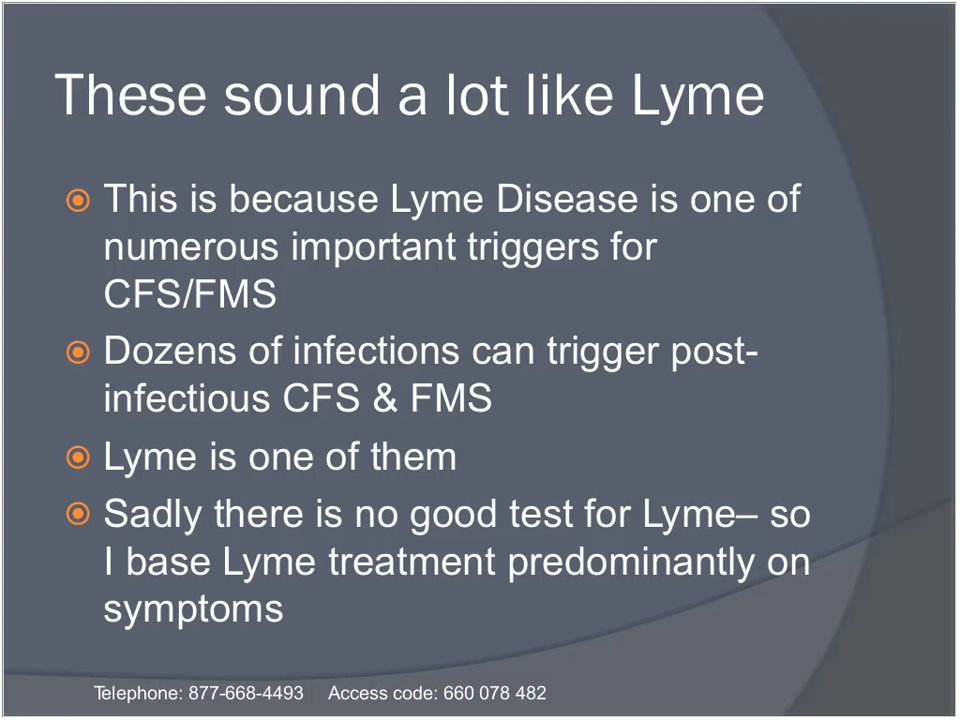 These sound a lot like Lyme
This is because Lyme Disease is one of
numerous important triggers for
CFS/FMS
Dozens of infections can trigger post-
infectious CFS & FMS
Lyme is one of them
Sadly there is no good test for Lyme– so
I base Lyme treatment predominantly on
symptoms
Telephone: 877-668-4493 Access code: 660 078 482